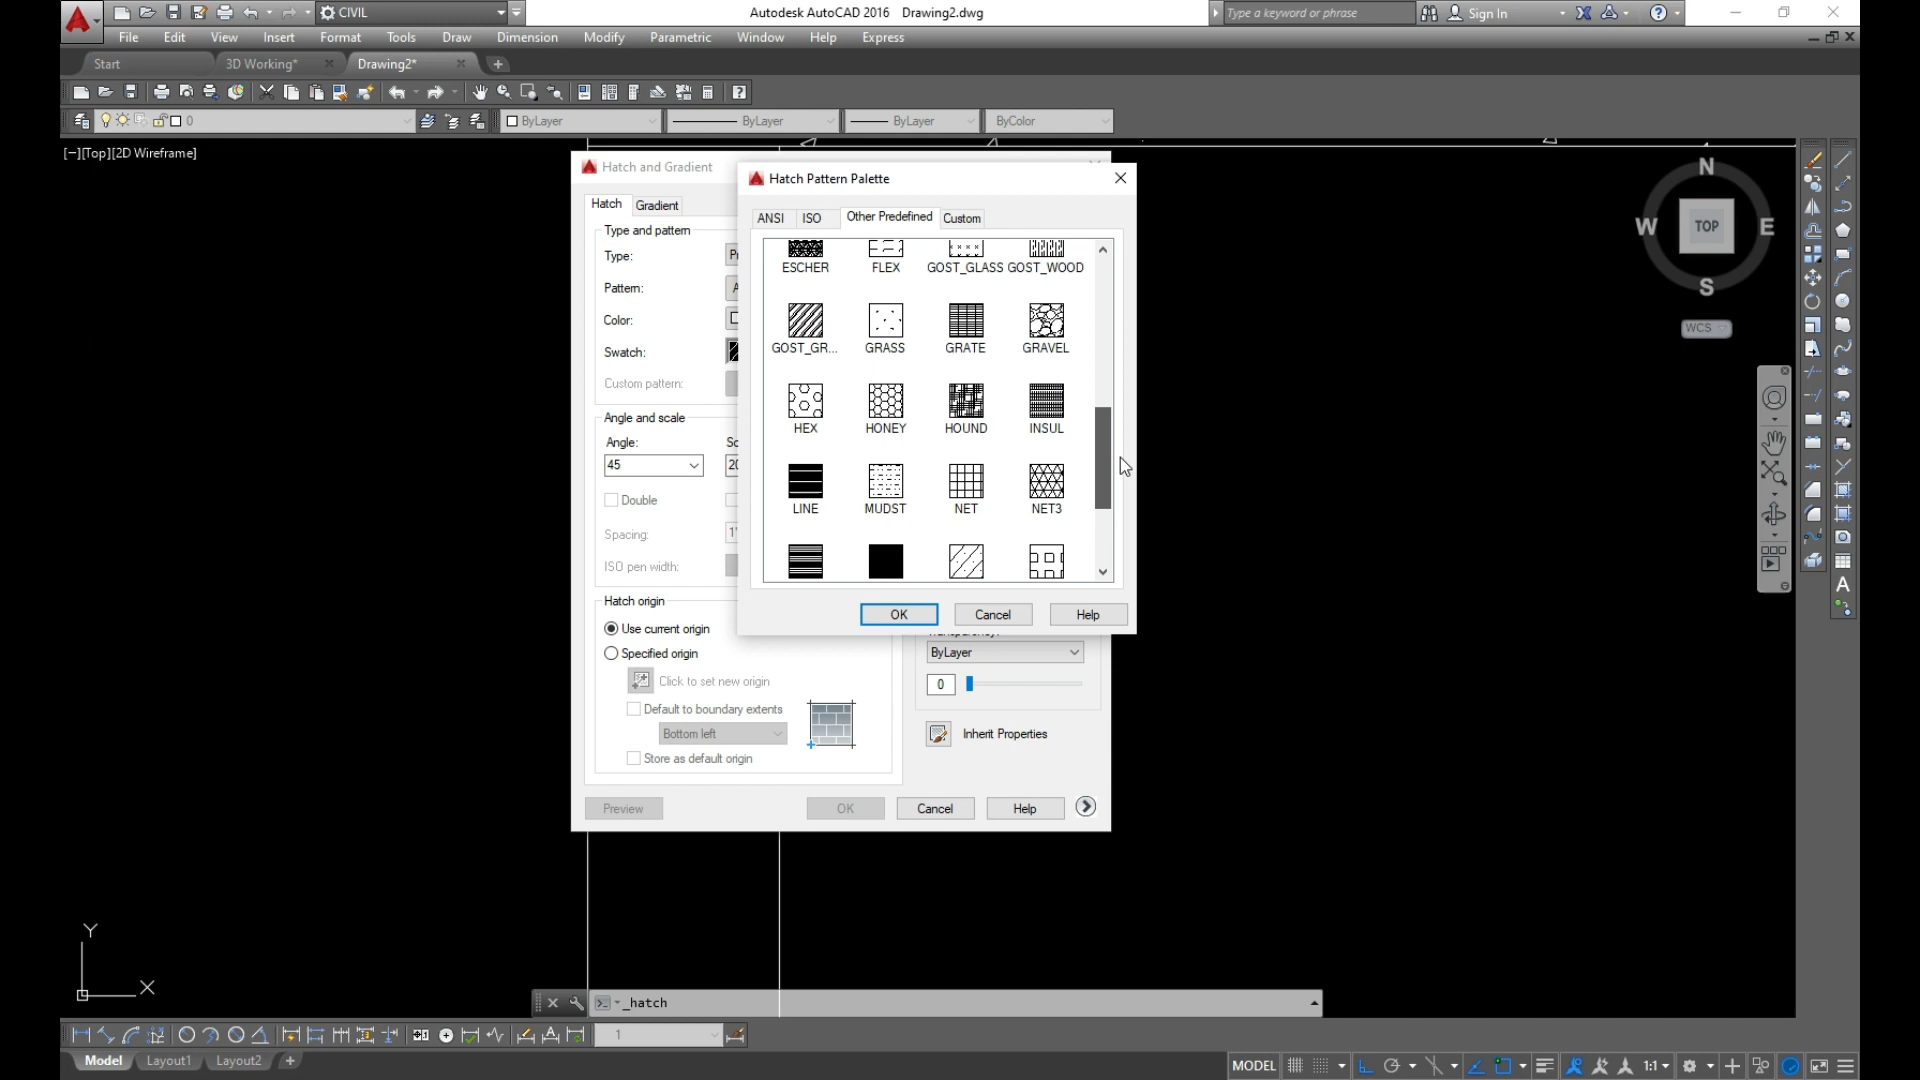 CIVIL
Autodesk AutoCAD 2016 Drawing2.dwg
Type a keyword or phrase
Sign In
File Edit View Insert Format Tools Draw Dimension Modify Parametric Window Help Express
Start 3D Working* Drawing2*
0 ByLayer ByLayer ByLayer ByColor
[−][Top][2D Wireframe]
N
W TOP E
S
WCS
Hatch and Gradient
Hatch Gradient
Type and pattern
Type:
Pattern:
Color:
Swatch:
Custom pattern:
Angle and scale
Angle:
45
20
Double
Spacing:
1'
ISO pen width:
Hatch origin
Use current origin
Specified origin
Click to set new origin
Default to boundary extents
Bottom left
Store as default origin
Preview OK Cancel Help
ByLayer
0
Inherit Properties
Hatch Pattern Palette
ANSI ISO Other Predefined Custom
ESCHER FLEX GOST_GLASS GOST_WOOD
GOST_GR... GRASS GRATE GRAVEL
HEX HONEY HOUND INSUL
LINE MUDST NET NET3
OK Cancel Help
Y
X
_hatch
1
Model Layout1 Layout2
MODEL 1:1
A